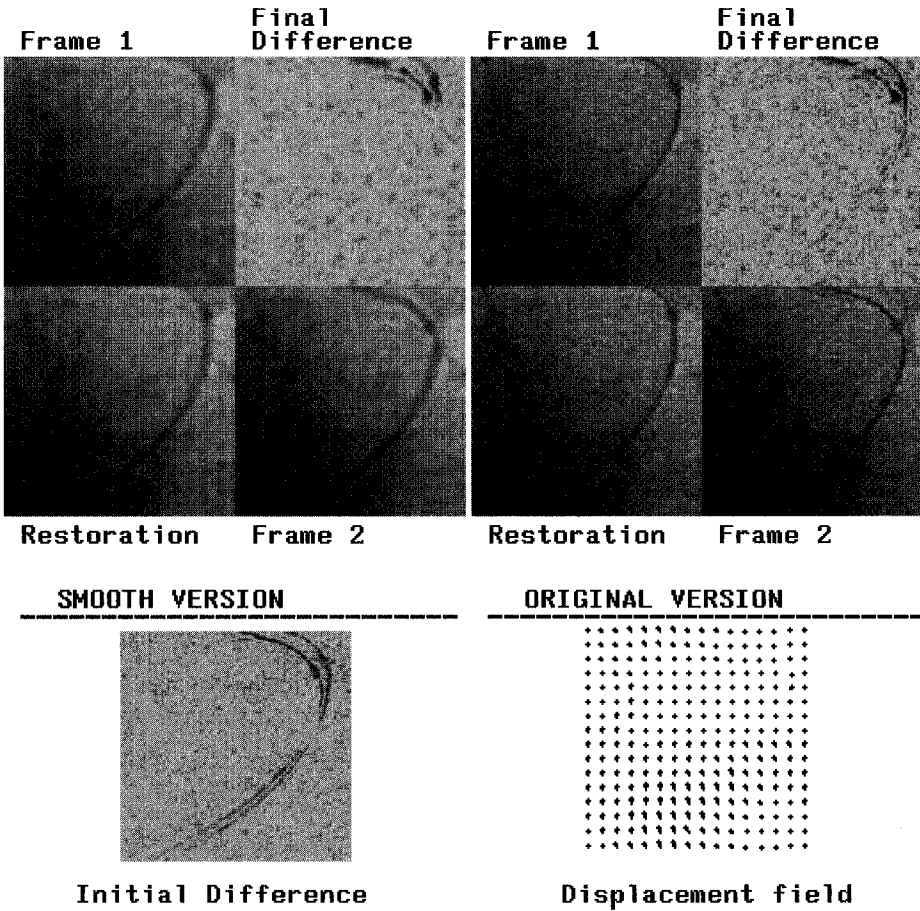 Frame 1
Final
Difference
Frame 1
Final
Difference
Restoration
Frame 2
Restoration
Frame 2
SMOOTH VERSION
ORIGINAL VERSION
Initial Difference
Displacement field